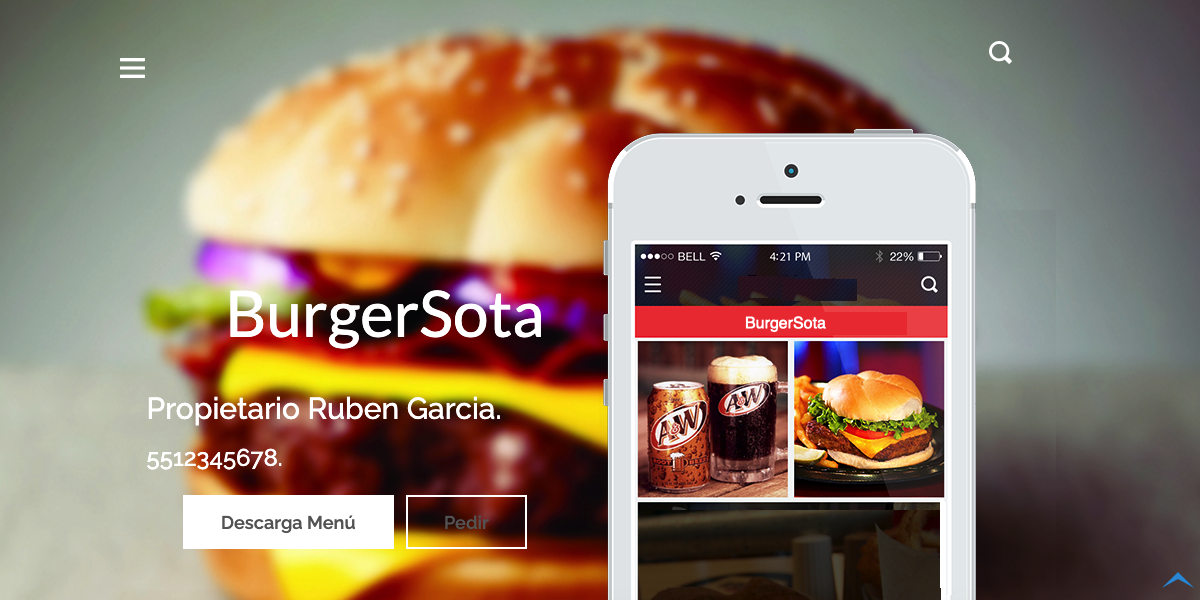 BurgerSota
Propietario Ruben Garcia.
5512345678.
Descarga Menú
Pedir
BELL
4:21 PM
22%
BurgerSota
A&W
A&W